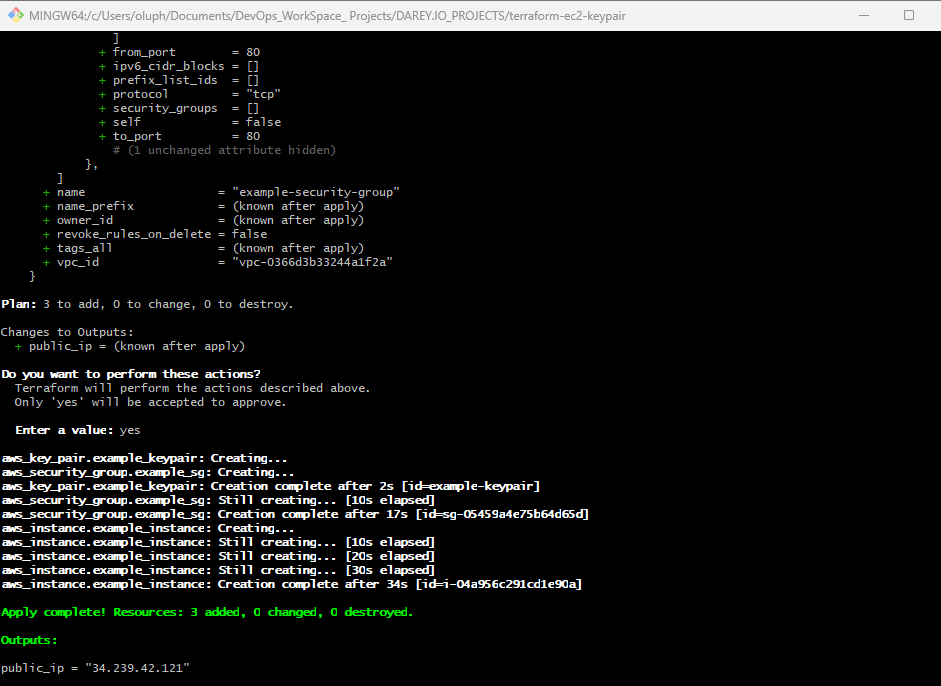 MINGW64:/c/Users/oluph/Documents/DevOps_WorkSpace_ Projects/DAREY.IO_PROJECTS/terraform-ec2-keypair
]
+ from_port        = 80
+ ipv6_cidr_blocks = []
+ prefix_list_ids  = []
+ protocol         = "tcp"
+ security_groups  = []
+ self             = false
+ to_port          = 80
# (1 unchanged attribute hidden)
},
]
+ name                   = "example-security-group"
+ name_prefix            = (known after apply)
+ owner_id               = (known after apply)
+ revoke_rules_on_delete = false
+ tags_all               = (known after apply)
+ vpc_id                 = "vpc-0366d3b33244a1f2a"
}
Plan: 3 to add, 0 to change, 0 to destroy.
Changes to Outputs:
+ public_ip = (known after apply)
Do you want to perform these actions?
Terraform will perform the actions described above.
Only 'yes' will be accepted to approve.
Enter a value: yes
aws_key_pair.example_keypair: Creating...
aws_security_group.example_sg: Creating...
aws_key_pair.example_keypair: Creation complete after 2s [id=example-keypair]
aws_security_group.example_sg: Still creating... [10s elapsed]
aws_security_group.example_sg: Creation complete after 17s [id=sg-05459a4e75b64d65d]
aws_instance.example_instance: Creating...
aws_instance.example_instance: Still creating... [10s elapsed]
aws_instance.example_instance: Still creating... [20s elapsed]
aws_instance.example_instance: Still creating... [30s elapsed]
aws_instance.example_instance: Creation complete after 34s [id=i-04a956c291cd1e90a]
Apply complete! Resources: 3 added, 0 changed, 0 destroyed.
Outputs:
public_ip = "34.239.42.121"